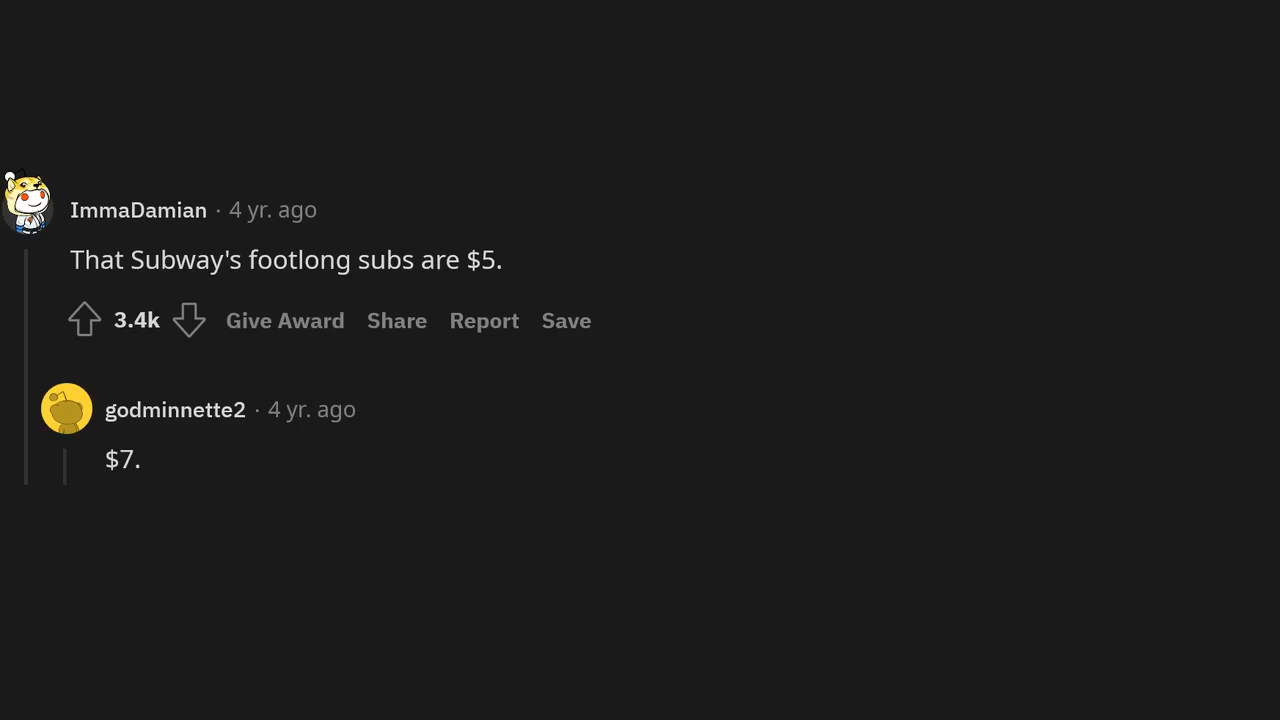 ImmaDamian · 4 yr. ago
That Subway's footlong subs are $5.
3.4k Give Award Share Report Save
godminnette2 · 4 yr. ago
$7.